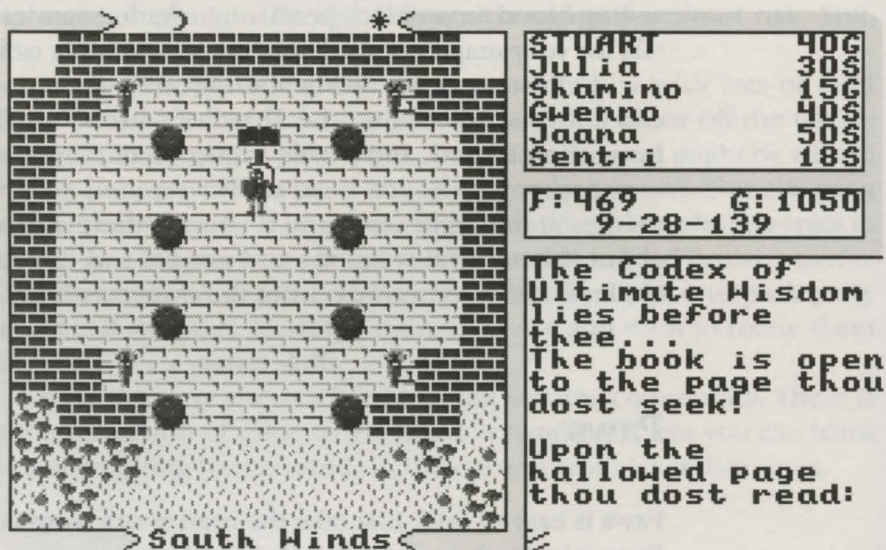 STUART 40G
Julia 30S
Shamino 15G
Gwenno 40S
Jaana 50S
Sentri 18S
F:469 G:1050
9-28-139
The Codex of
Ultimate Wisdom
lies before
thee...
The book is open
to the page thou
dost seek!
Upon the
hallowed page
thou dost read:
South Winds